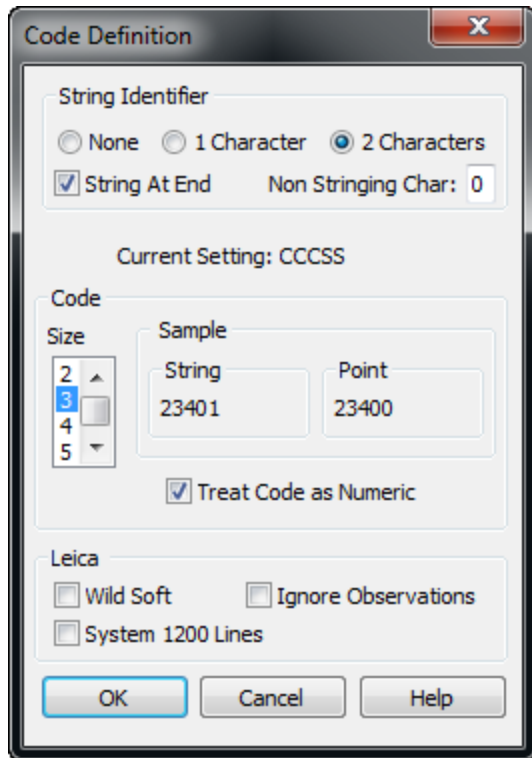 Code Definition
String Identifier
None 1 Character 2 Characters
String At End Non Stringing Char: 0
Current Setting: CCCSS
Code
Size
2
3
4
5
Sample
String Point
23401 23400
Treat Code as Numeric
Leica
Wild Soft Ignore Observations
System 1200 Lines
OK Cancel Help